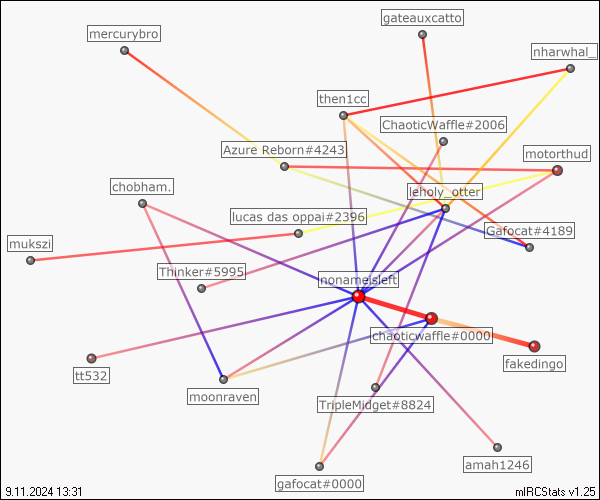 gateauxcatto
mercurybro
nharwhal_
then1cc
ChaoticWaffle#2006
Azure Reborn#4243
motorthud
chobham.
leholy_otter
lucas das oppai#2396
Gafocat#4189
mukszi
Thinker#5995
nonameisleft
chaoticwaffle#0000
fakedingo
tt532
moonraven
TripleMidget#8824
amah1246
gafocat#0000
9.11.2024 13:31
mIRCStats v1.25